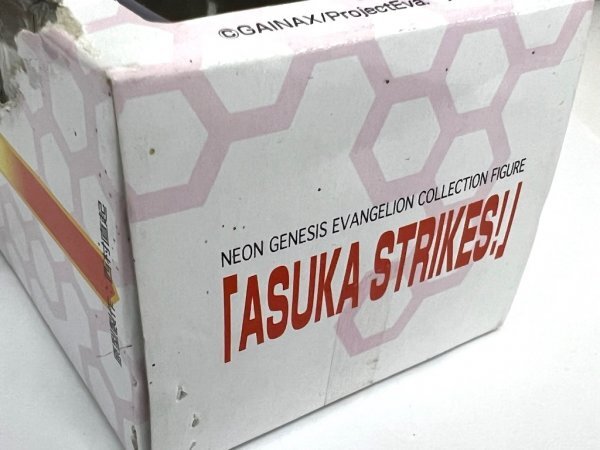 ©GAINAX/ProjectEva.
NEON GENESIS EVANGELION COLLECTION FIGURE
「ASUKA STRIKES!」